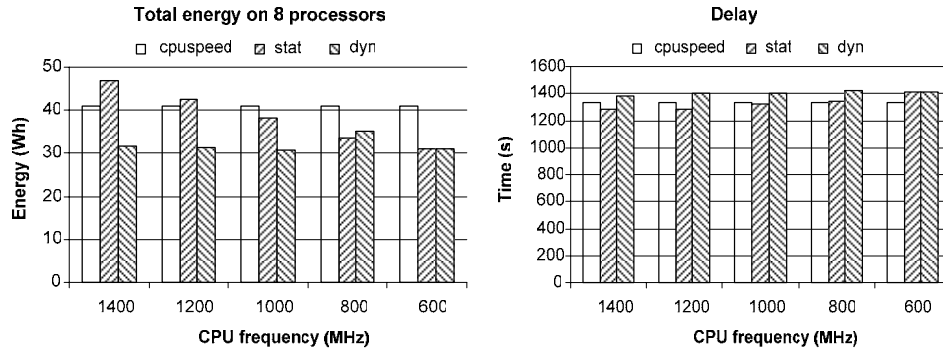 Total energy on 8 processors
cpuspeed stat dyn
50
40
30
20
10
0
Energy (Wh)
1400 1200 1000 800 600
CPU frequency (MHz)
Delay
cpuspeed stat dyn
1600
1400
1200
1000
800
600
400
200
0
Time (s)
1400 1200 1000 800 600
CPU frequency (MHz)